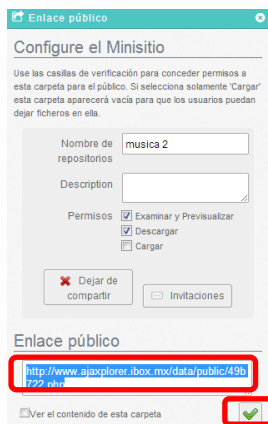 Enlace público
Configure el Minisitio
Use las casillas de verificación para conceder permisos a
esta carpeta para el público. Si selecciona solamente 'Cargar'
esta carpeta aparecerá vacía para que los usuarios puedan
dejar ficheros en ella.
Nombre de musica 2
repositorios
Description
Permisos Examinar y Previsualizar
Descargar
Cargar
Dejar de
compartir
Invitaciones
Enlace público
http://www.ajaxplorer.ibox.mx/data/public/49b
722.php
Ver el contenido de esta carpeta